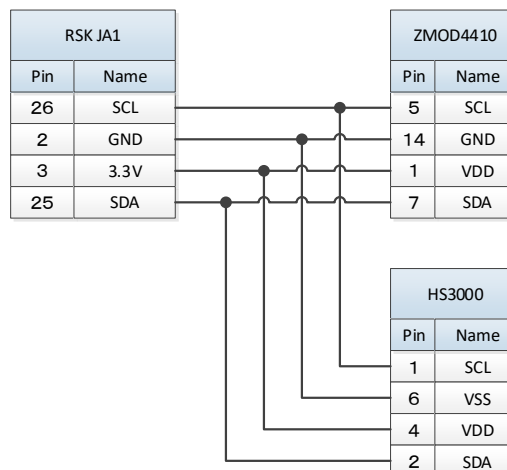 RSK JA1
Pin Name
26 SCL
2 GND
3 3.3V
25 SDA
ZMOD4410
Pin Name
5 SCL
14 GND
1 VDD
7 SDA
HS3000
Pin Name
1 SCL
6 VSS
4 VDD
2 SDA